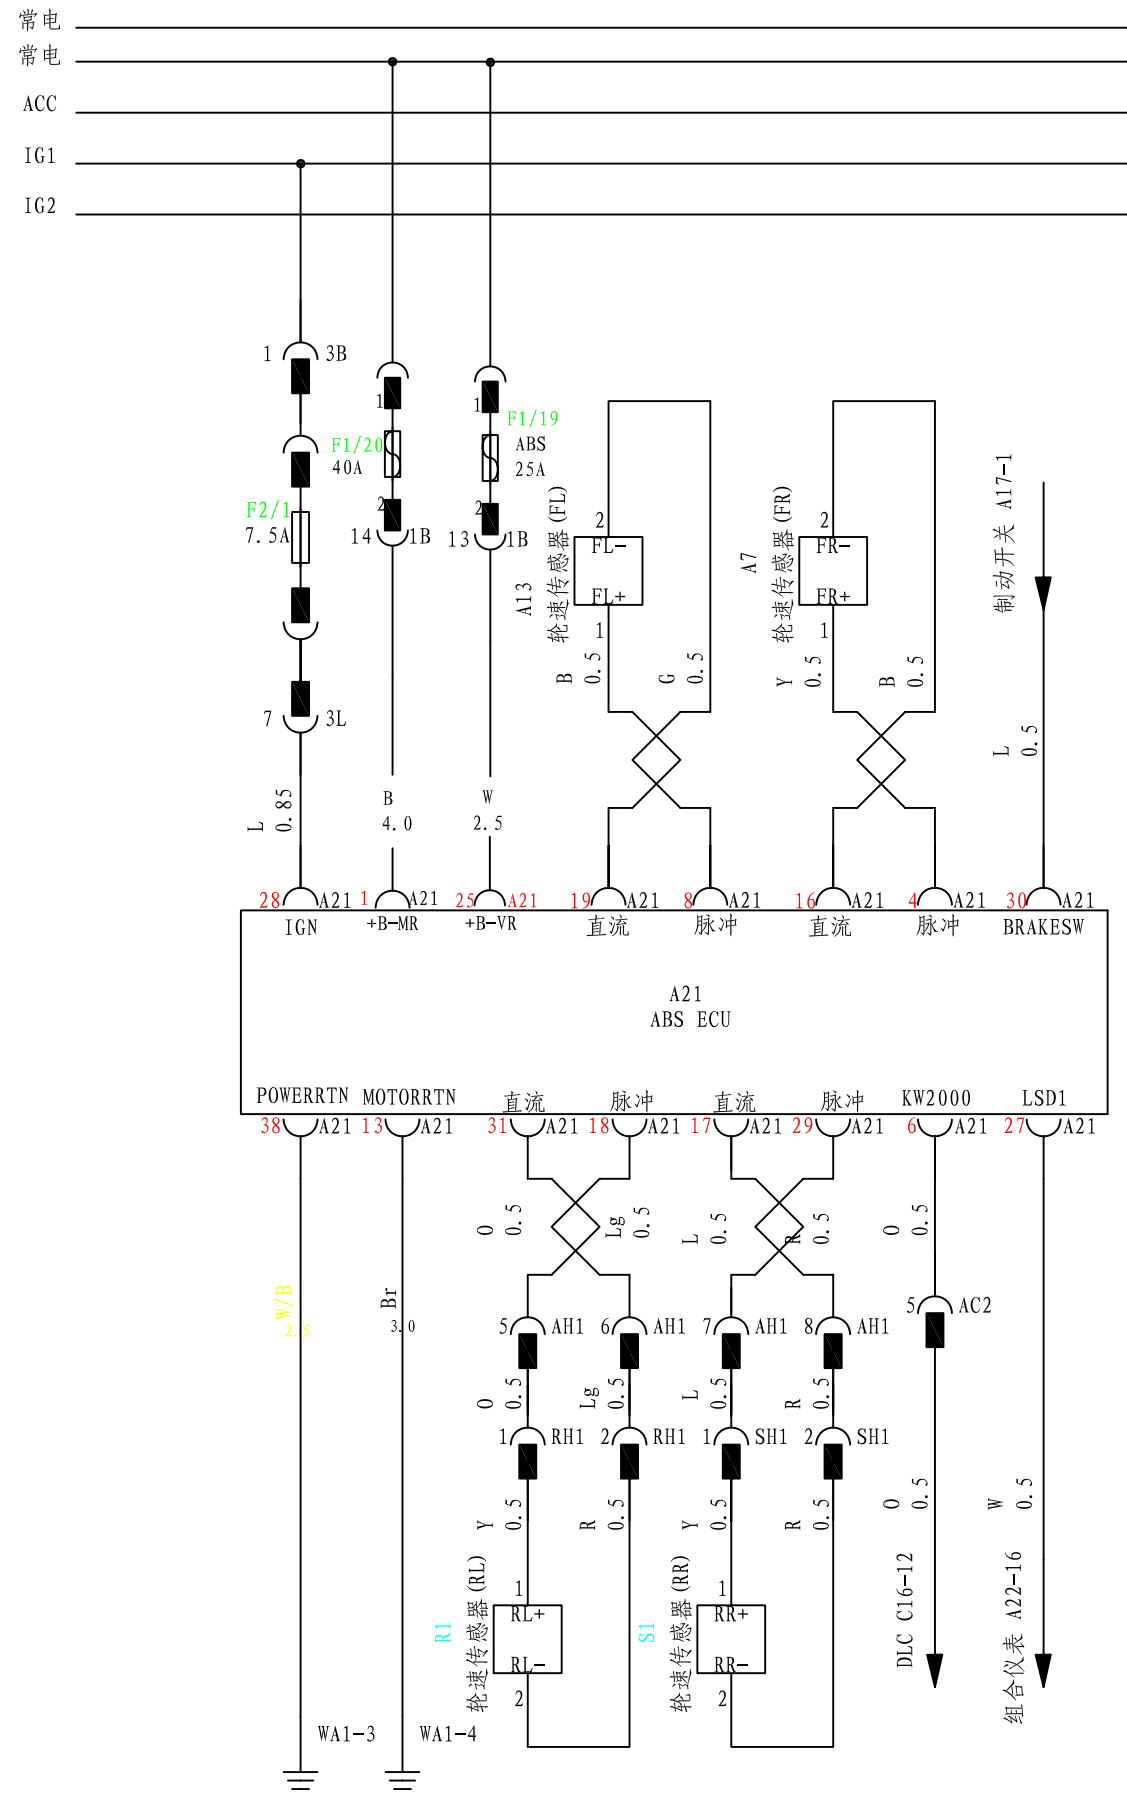 常电
常电
ACC
IG1
IG2
1 3B
F2/1
7.5A
7 3L
L 0.85
1
F1/20
40A
2
14 1B
B
4.0
1
F1/19
ABS
25A
2
13 1B
W
2.5
A13
轮速传感器(FL)
2
FL-
FL+
1
B 0.5
G 0.5
A7
轮速传感器(FR)
2
FR-
FR+
1
Y 0.5
B 0.5
制动开关 A17-1
L 0.5
28 A21 1 A21 25 A21 19 A21 8 A21 16 A21 4 A21 30 A21
IGN +B-MR +B-VR 直流 脉冲 直流 脉冲 BRAKESW
A21
ABS ECU
POWERRTN MOTORRTN 直流 脉冲 直流 脉冲 KW2000 LSD1
38 A21 13 A21 31 A21 18 A21 17 A21 29 A21 6 A21 27 A21
O 0.5
Lg 0.5
L 0.5
R 0.5
O 0.5
W/B
2.5
Br
3.0
5 AH1 6 AH1 7 AH1 8 AH1
5 AC2
O 0.5
Lg 0.5
L 0.5
R 0.5
1 RH1 2 RH1 1 SH1 2 SH1
Y 0.5
R 0.5
Y 0.5
R 0.5
O 0.5
W 0.5
R1
轮速传感器(RL)
1
RL+
RL-
2
S1
轮速传感器(RR)
1
RR+
RR-
2
DLC C16-12
组合仪表 A22-16
WA1-3
WA1-4